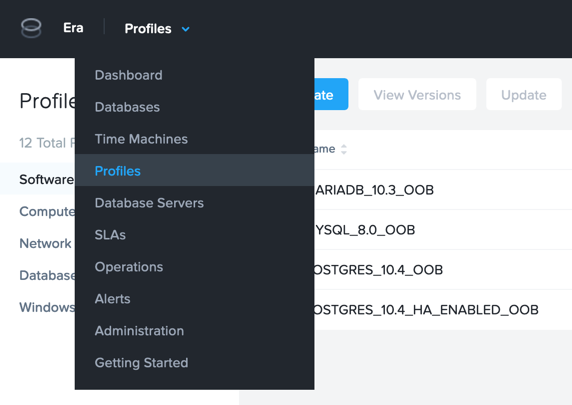 Era
Profiles
Dashboard
Databases
Time Machines
Profiles
Database Servers
SLAs
Operations
Alerts
Administration
Getting Started
Profile
12 Total
Software
Compute
Network
Database
Windows
ate
View Versions
Update
ame
ARIADB_10.3_OOB
YSQL_8.0_OOB
OSTGRES_10.4_OOB
OSTGRES_10.4_HA_ENABLED_OOB